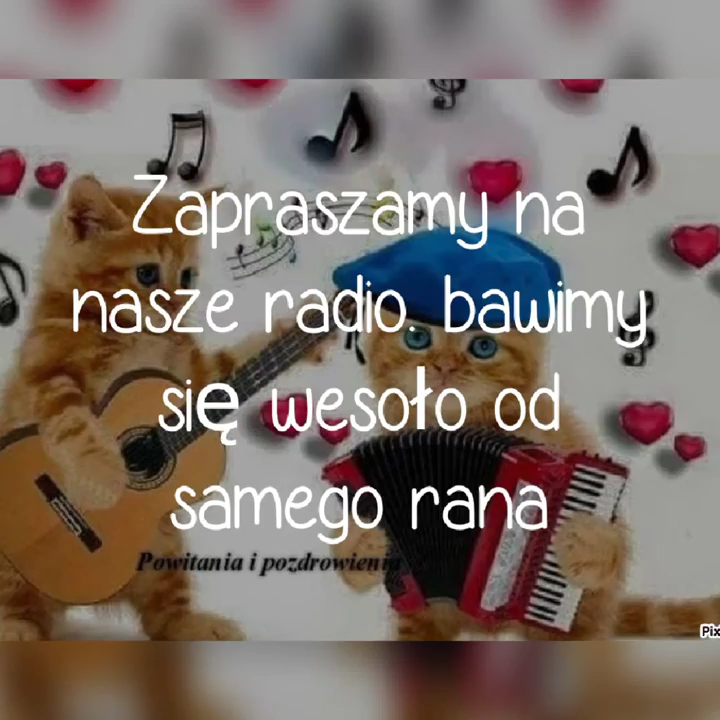 Zapraszamy na
nasze radio. bawimy
się wesoło od
samego rana
Powitania i pozdrowienia
Pix